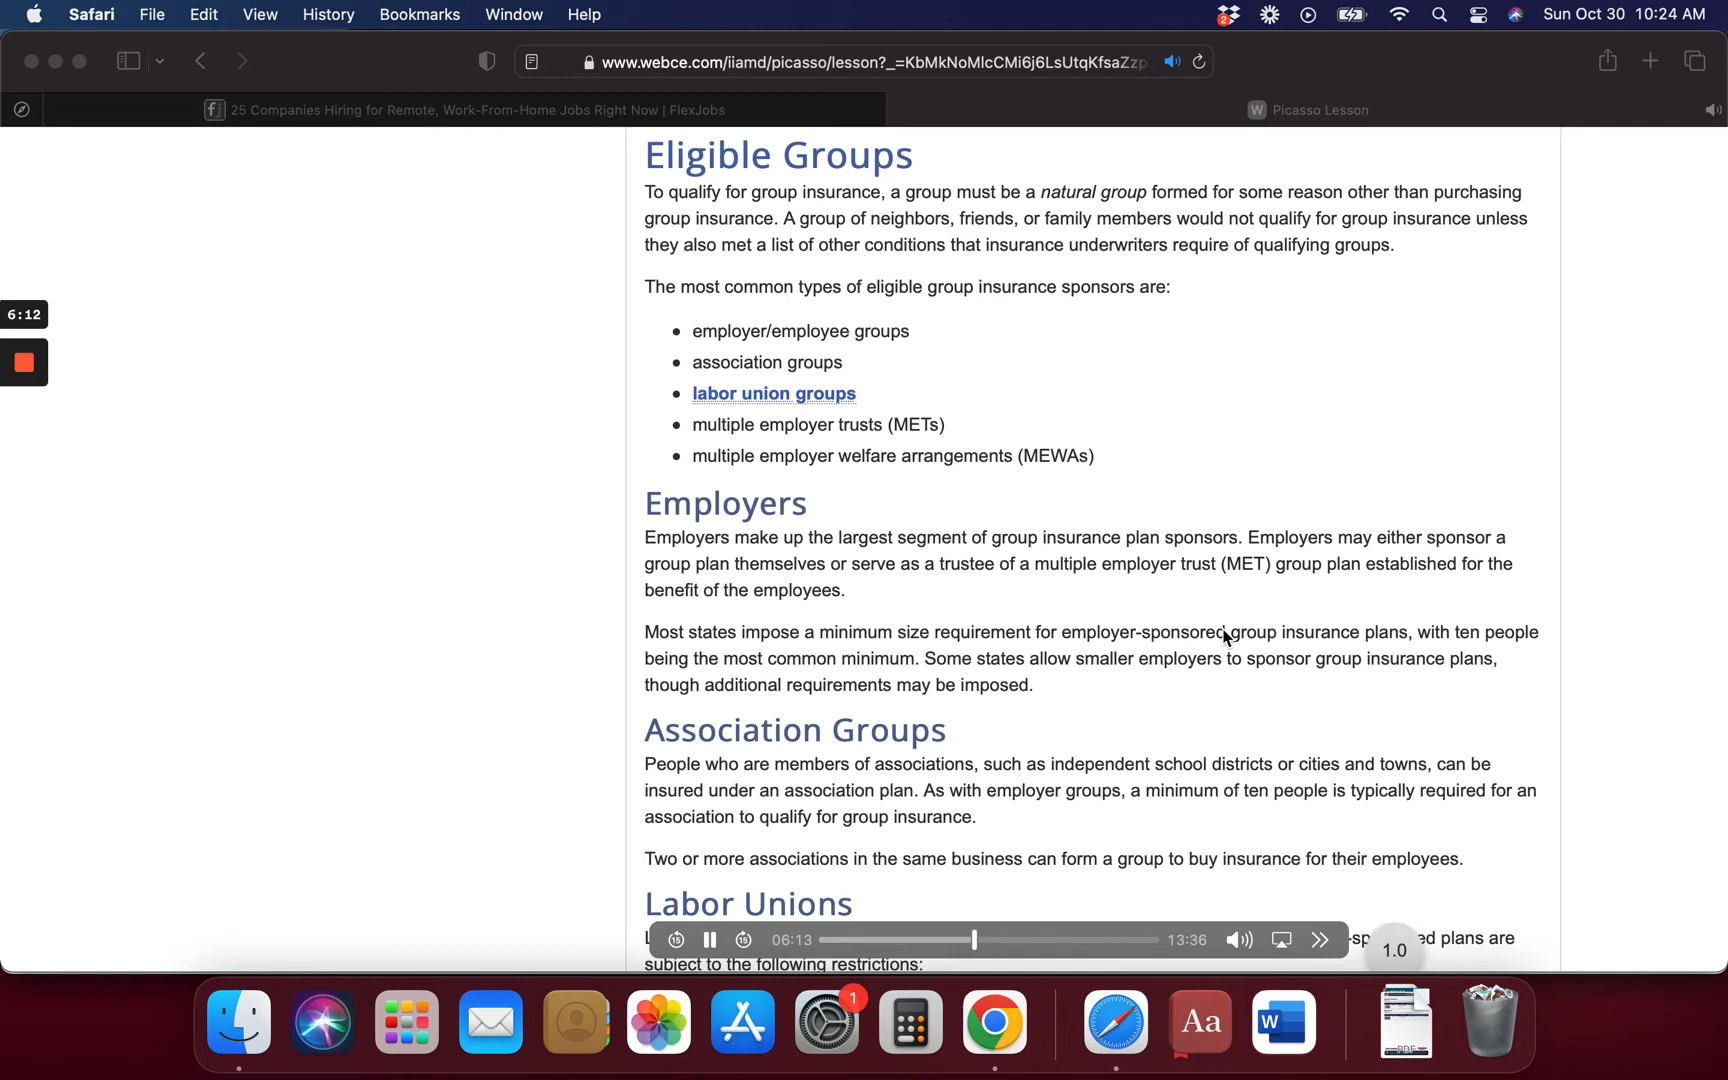 Safari File Edit View History Bookmarks Window Help
2
Sun Oct 30 10:24 AM
www.webce.com/iiamd/picasso/lesson?_=KbMkNoMIcCMi6j6LsUtqKfsaZzp
25 Companies Hiring for Remote, Work-From-Home Jobs Right Now | FlexJobs
W Picasso Lesson
Eligible Groups
To qualify for group insurance, a group must be a natural group formed for some reason other than purchasing
group insurance. A group of neighbors, friends, or family members would not qualify for group insurance unless
they also met a list of other conditions that insurance underwriters require of qualifying groups.
The most common types of eligible group insurance sponsors are:
6:12
• employer/employee groups
• association groups
• labor union groups
• multiple employer trusts (METs)
• multiple employer welfare arrangements (MEWAs)
Employers
Employers make up the largest segment of group insurance plan sponsors. Employers may either sponsor a
group plan themselves or serve as a trustee of a multiple employer trust (MET) group plan established for the
benefit of the employees.
Most states impose a minimum size requirement for employer-sponsored group insurance plans, with ten people
being the most common minimum. Some states allow smaller employers to sponsor group insurance plans,
though additional requirements may be imposed.
Association Groups
People who are members of associations, such as independent school districts or cities and towns, can be
insured under an association plan. As with employer groups, a minimum of ten people is typically required for an
association to qualify for group insurance.
Two or more associations in the same business can form a group to buy insurance for their employees.
Labor Unions
plans are
15 15 06:13 13:36
1.0
subject to the following restrictions:
1
Aa
W
PDF